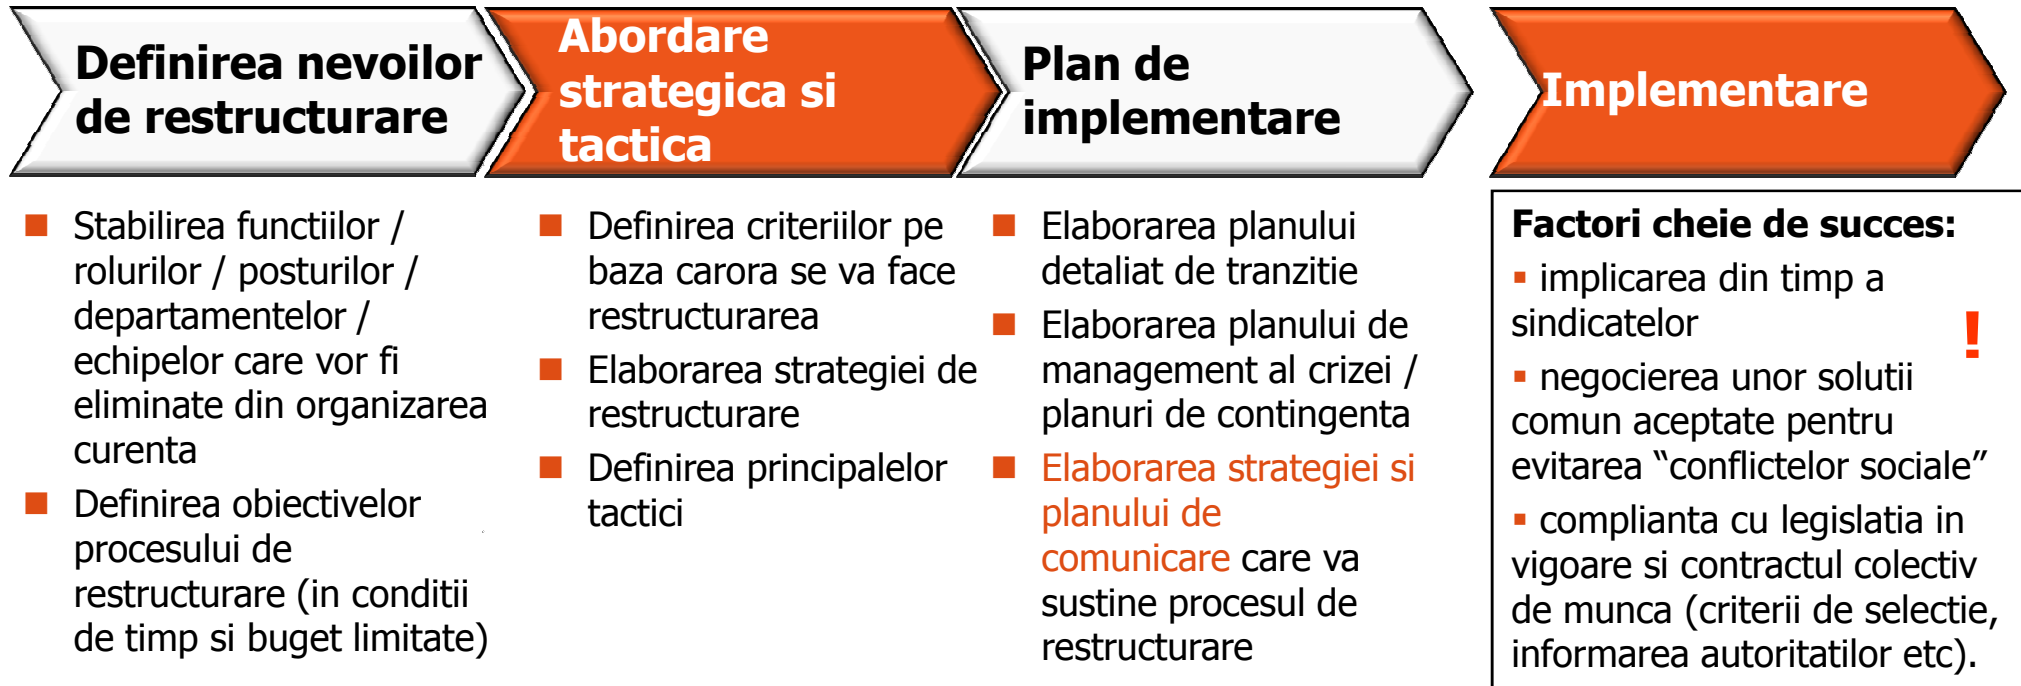 Definirea nevoilor
de restructurare
Abordare
strategica si
tactica
Plan de
implementare
Implementare
Stabilirea functiilor /
rolurilor / posturilor /
departamentelor /
echipelor care vor fi
eliminate din organizarea
curenta
Definirea obiectivelor
procesului de
restructurare (in conditii
de timp si buget limitate)
Definirea criteriilor pe
baza carora se va face
restructurarea
Elaborarea strategiei de
restructurare
Definirea principalelor
tactici
Elaborarea planului
detaliat de tranzitie
Elaborarea planului de
management al crizei /
planuri de contingenta
Elaborarea strategiei si
planului de
comunicare care va
sustine procesul de
restructurare
Factori cheie de succes:
implicarea din timp a
sindicatelor
!
negocierea unor solutii
comun aceptate pentru
evitarea “conflictelor sociale”
complianta cu legislatia in
vigoare si contractul colectiv
de munca (criterii de selectie,
informarea autoritatilor etc).